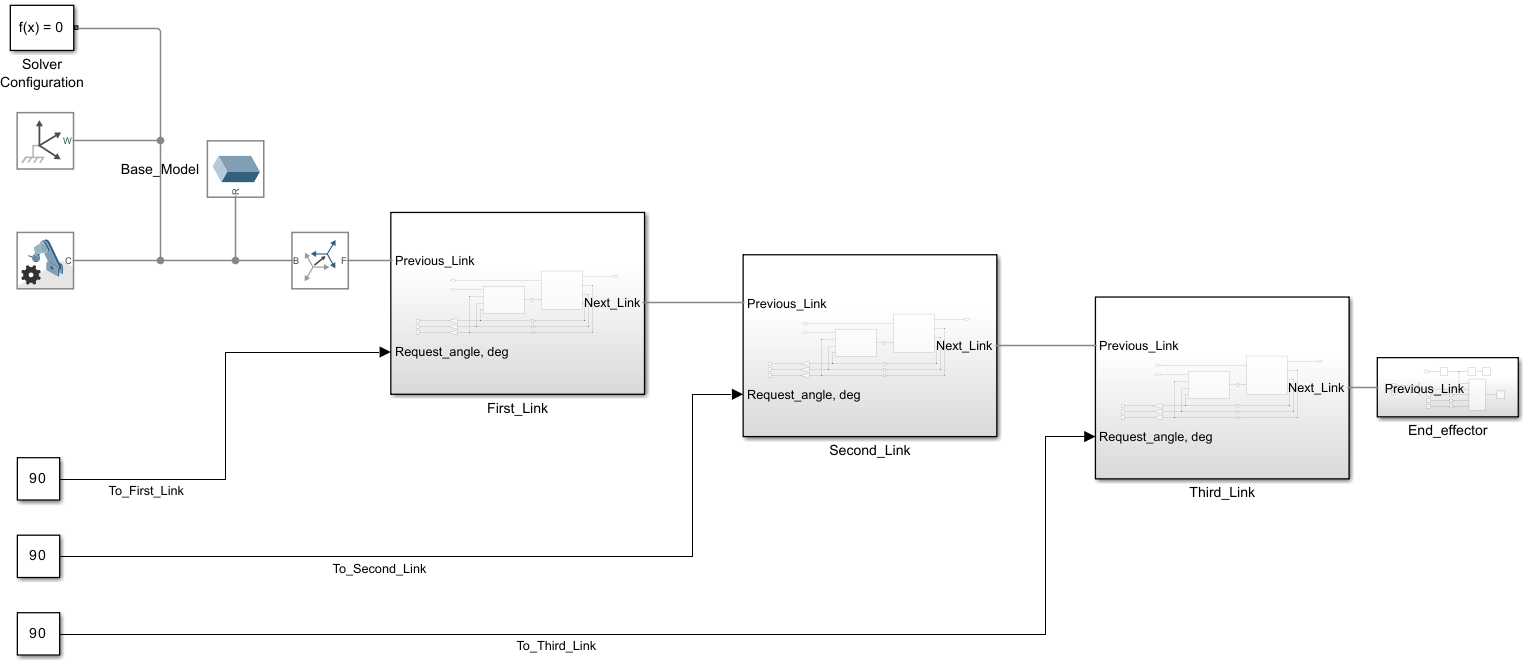 f(x) = 0
Solver
Configuration
W
Base_Model
R
C
B
F
Previous_Link
Next_Link
Request_angle, deg
First_Link
Previous_Link
Next_Link
Request_angle, deg
Second_Link
Previous_Link
Next_Link
Request_angle, deg
Third_Link
Previous_Link
End_effector
90
To_First_Link
90
To_Second_Link
90
To_Third_Link